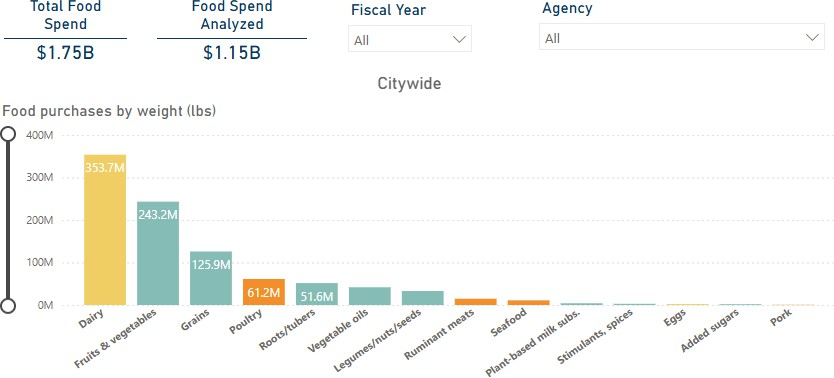 Total Food
Spend
$1.75B
Food Spend
Analyzed
$1.15B
Fiscal Year
All
Agency
All
Citywide
Food purchases by weight (lbs)
400M
300M
200M
100M
0M
353.7M
243.2M
125.9M
61.2M
51.6M
Dairy
Fruits & vegetables
Grains
Poultry
Roots/tubers
Vegetable oils
Legumes/nuts/seeds
Ruminant meats
Seafood
Plant-based milk subs.
Stimulants, spices
Eggs
Added sugars
Pork